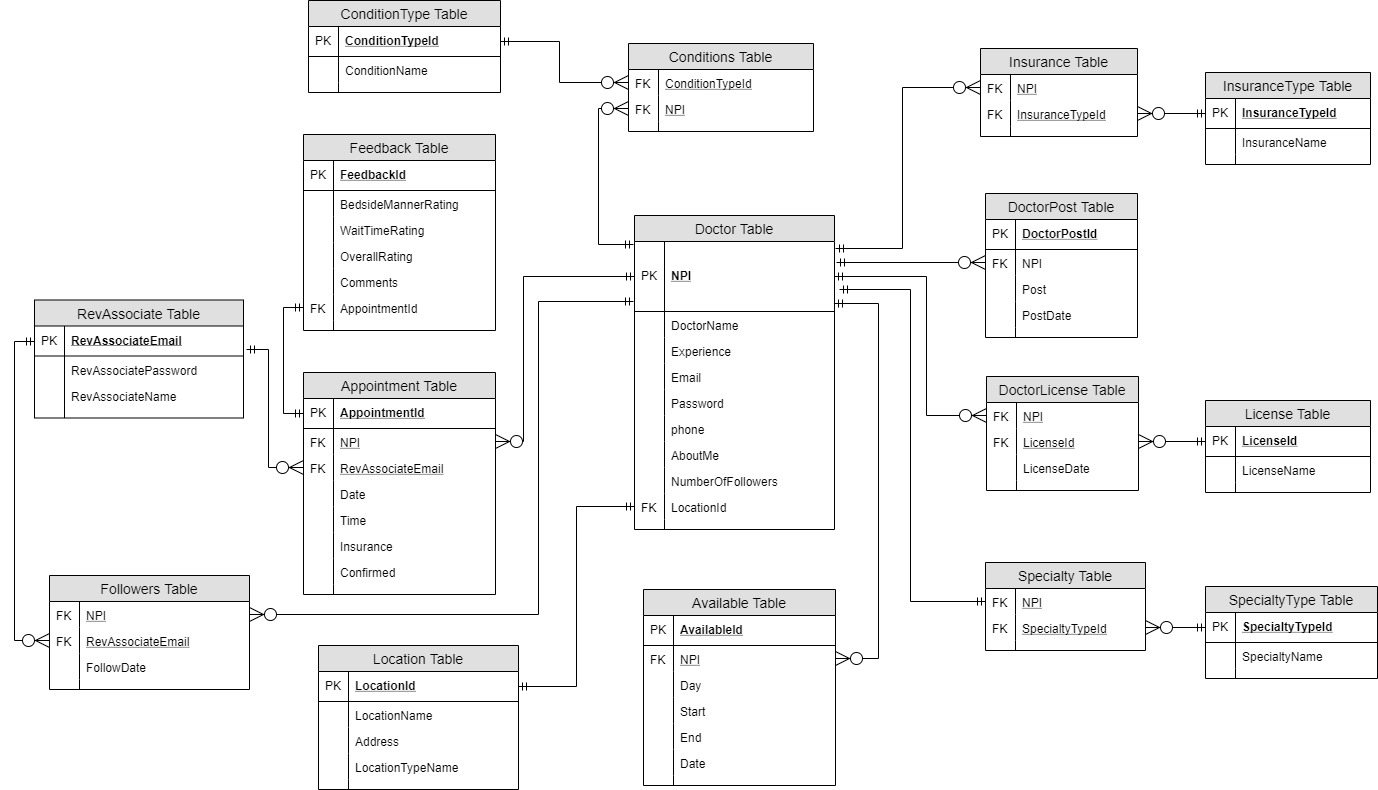 ConditionType Table
PK ConditionTypeId
ConditionName
Conditions Table
FK ConditionTypeId
FK NPI
Insurance Table
FK NPI
FK InsuranceTypeId
InsuranceType Table
PK InsuranceTypeId
InsuranceName
Feedback Table
PK FeedbackId
BedsideMannerRating
WaitTimeRating
OverallRating
Comments
FK AppointmentId
Doctor Table
PK NPI
DoctorName
Experience
Email
Password
phone
AboutMe
NumberOfFollowers
FK LocationId
DoctorPost Table
PK DoctorPostId
FK NPI
Post
PostDate
RevAssociate Table
PK RevAssociateEmail
RevAssociatePassword
RevAssociateName
Appointment Table
PK AppointmentId
FK NPI
FK RevAssociateEmail
Date
Time
Insurance
Confirmed
DoctorLicense Table
FK NPI
FK LicenseId
LicenseDate
License Table
PK LicenseId
LicenseName
Followers Table
FK NPI
FK RevAssociateEmail
FollowDate
Location Table
PK LocationId
LocationName
Address
LocationTypeName
Available Table
PK AvailableId
FK NPI
Day
Start
End
Date
Specialty Table
FK NPI
FK SpecialtyTypeId
SpecialtyType Table
PK SpecialtyTypeId
SpecialtyName